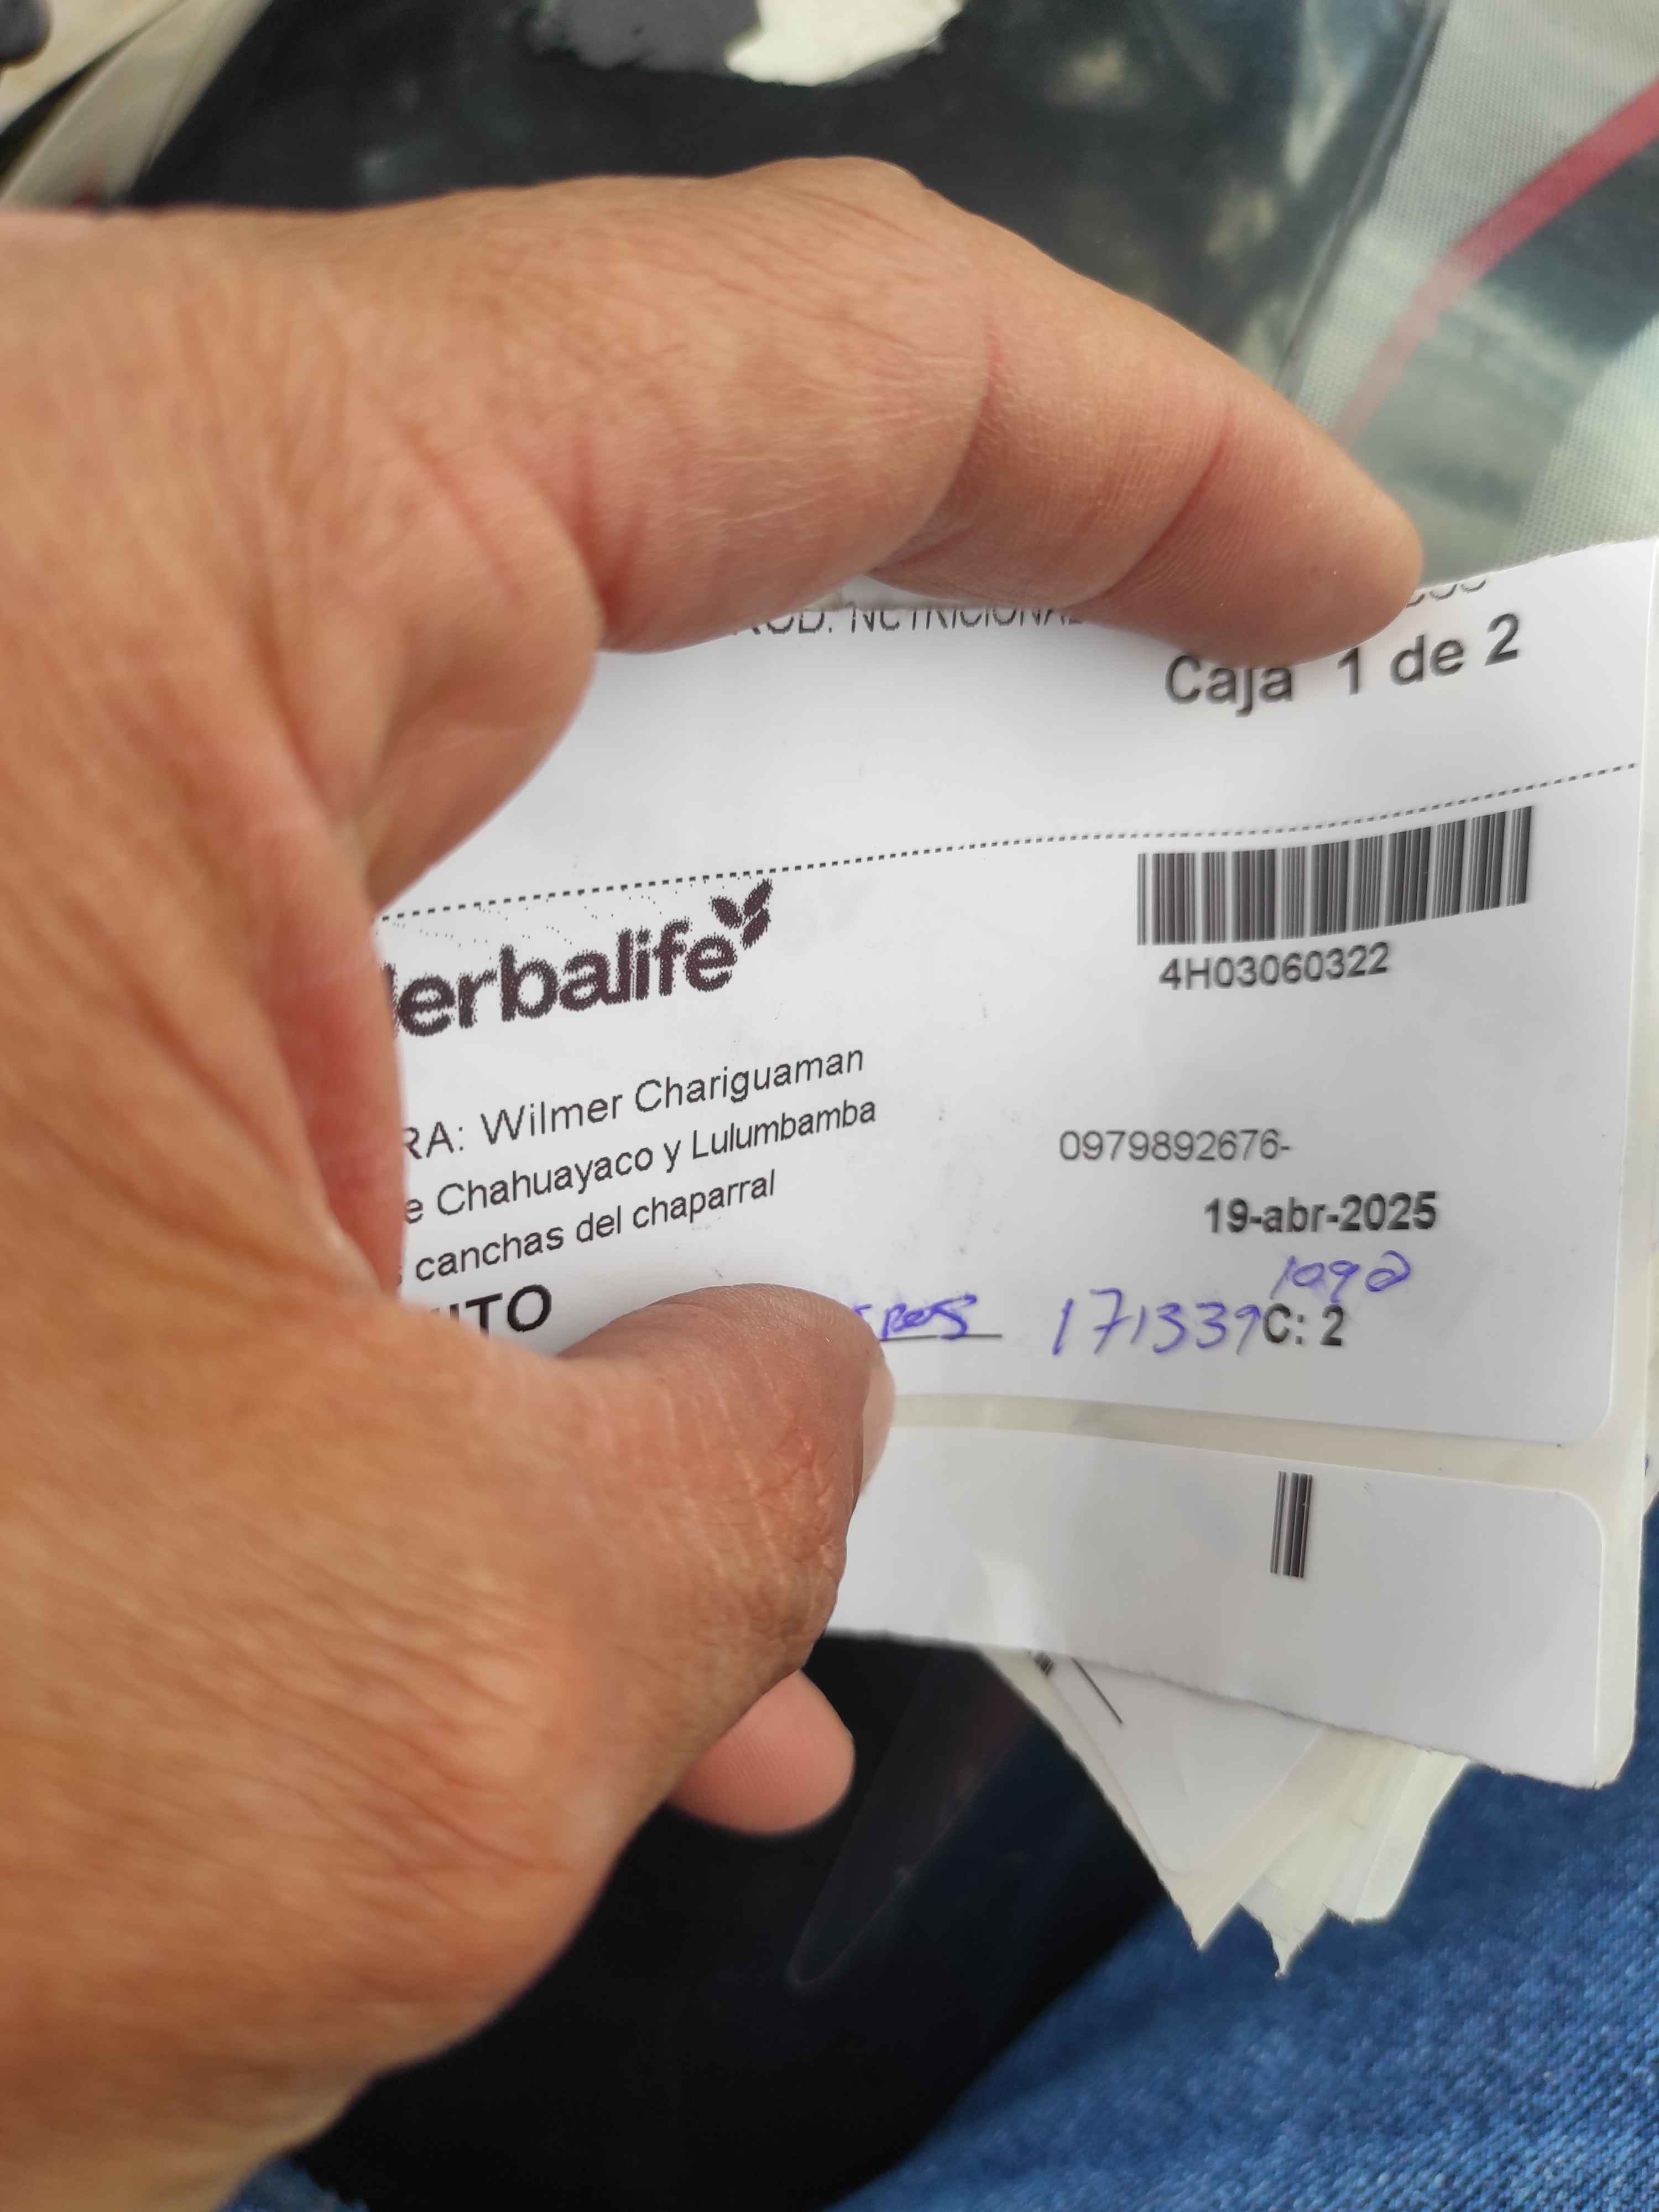 NUTRICIONAL
Caja 1 de 2
Herbalife
4H03060322
RA: Wilmer Chariguaman
e Chahuayaco y Lulumbamba
canchas del chaparral
0979892676-
19-abr-2025
ITO
171339
C: 2